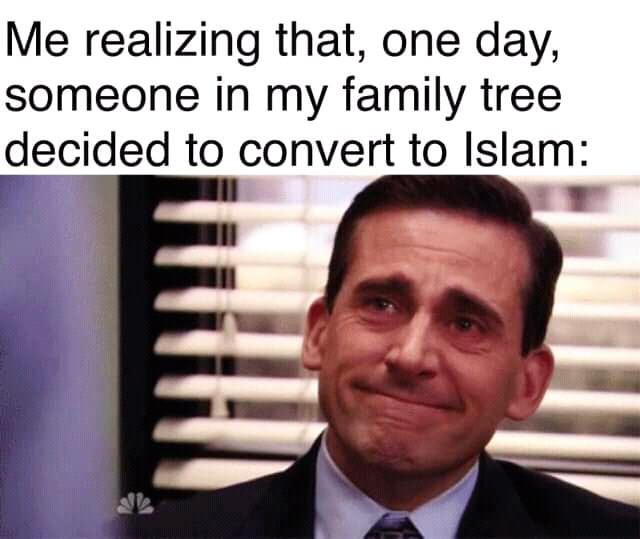 Me realizing that, one day,
someone in my family tree
decided to convert to Islam: